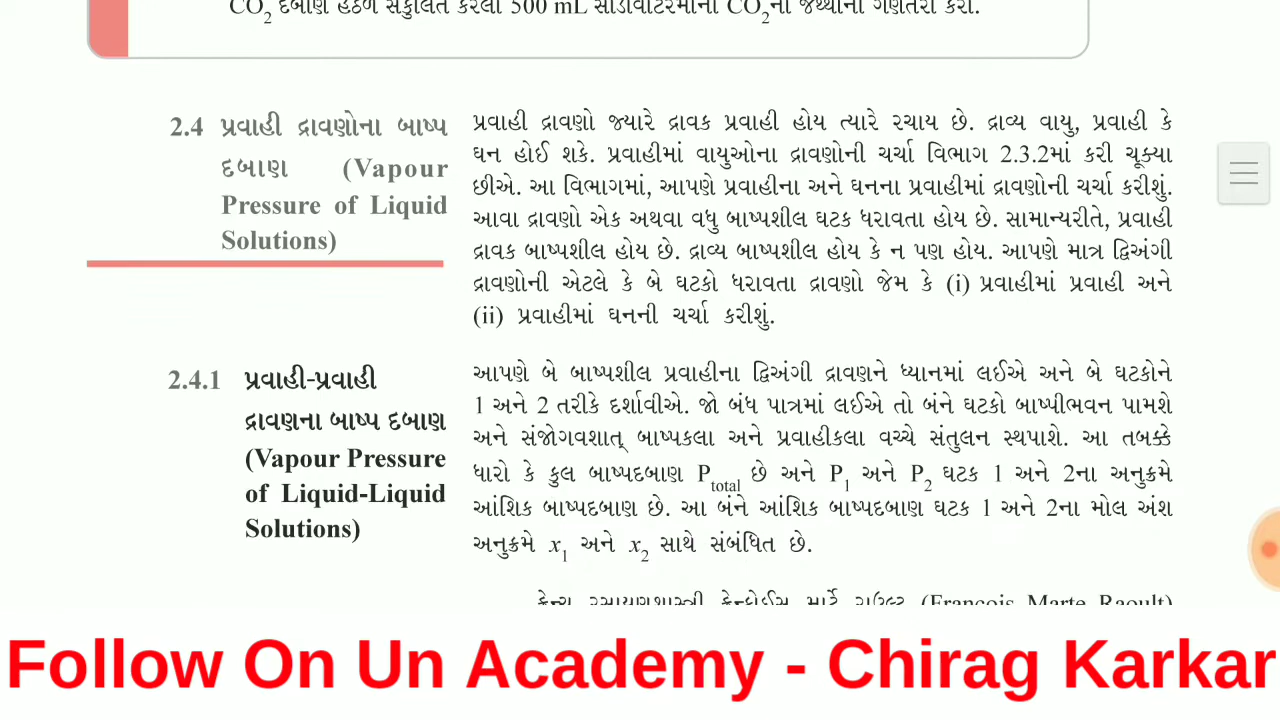 CO2 દબાણ હેઠળ સંકુલિત કરેલી 500 mL સોડાવોટરમાંના CO2ના જથ્થાની ગણતરી કરો.
2.4 પ્રવાહી દ્રાવણોના બાષ્પ
દબાણ (Vapour
Pressure of Liquid
Solutions)
પ્રવાહી દ્રાવણો જ્યારે દ્રાવક પ્રવાહી હોય ત્યારે રચાય છે. દ્રાવ્ય વાયુ, પ્રવાહી કે
ઘન હોઈ શકે. પ્રવાહીમાં વાયુઓના દ્રાવણોની ચર્ચા વિભાગ 2.3.2માં કરી ચૂક્યા
છીએ. આ વિભાગમાં, આપણે પ્રવાહીના અને ઘનના પ્રવાહીમાં દ્રાવણોની ચર્ચા કરીશું.
આવા દ્રાવણો એક અથવા વધુ બાષ્પશીલ ઘટક ધરાવતા હોય છે. સામાન્યરીતે, પ્રવાહી
દ્રાવક બાષ્પશીલ હોય છે. દ્રાવ્ય બાષ્પશીલ હોય કે ન પણ હોય. આપણે માત્ર દ્વિઅંગી
દ્રાવણોની એટલે કે બે ઘટકો ધરાવતા દ્રાવણો જેમ કે (i) પ્રવાહીમાં પ્રવાહી અને
(ii) પ્રવાહીમાં ઘનની ચર્ચા કરીશું.
2.4.1 પ્રવાહી-પ્રવાહી
દ્રાવણના બાષ્પ દબાણ
(Vapour Pressure
of Liquid-Liquid
Solutions)
આપણે બે બાષ્પશીલ પ્રવાહીના દ્વિઅંગી દ્રાવણને ધ્યાનમાં લઈએ અને બે ઘટકોને
1 અને 2 તરીકે દર્શાવીએ. જો બંધ પાત્રમાં લઈએ તો બંને ઘટકો બાષ્પીભવન પામશે
અને સંજોગવશાત્ બાષ્પકલા અને પ્રવાહીકલા વચ્ચે સંતુલન સ્થપાશે. આ તબક્કે
ધારો કે કુલ બાષ્પદબાણ Ptotal છે અને P1 અને P2 ઘટક 1 અને 2ના અનુક્રમે
આંશિક બાષ્પદબાણ છે. આ બંને આંશિક બાષ્પદબાણ ઘટક 1 અને 2ના મોલ અંશ
અનુક્રમે x1 અને x2 સાથે સંબંધિત છે.
ફ્રેન્ચ રસાયણશાસ્ત્રી ફ્રેન્કોઈસ માર્ટે રાઉલ્ટ (Francois Marte Raoult)
Follow On Un Academy - Chirag Karkar